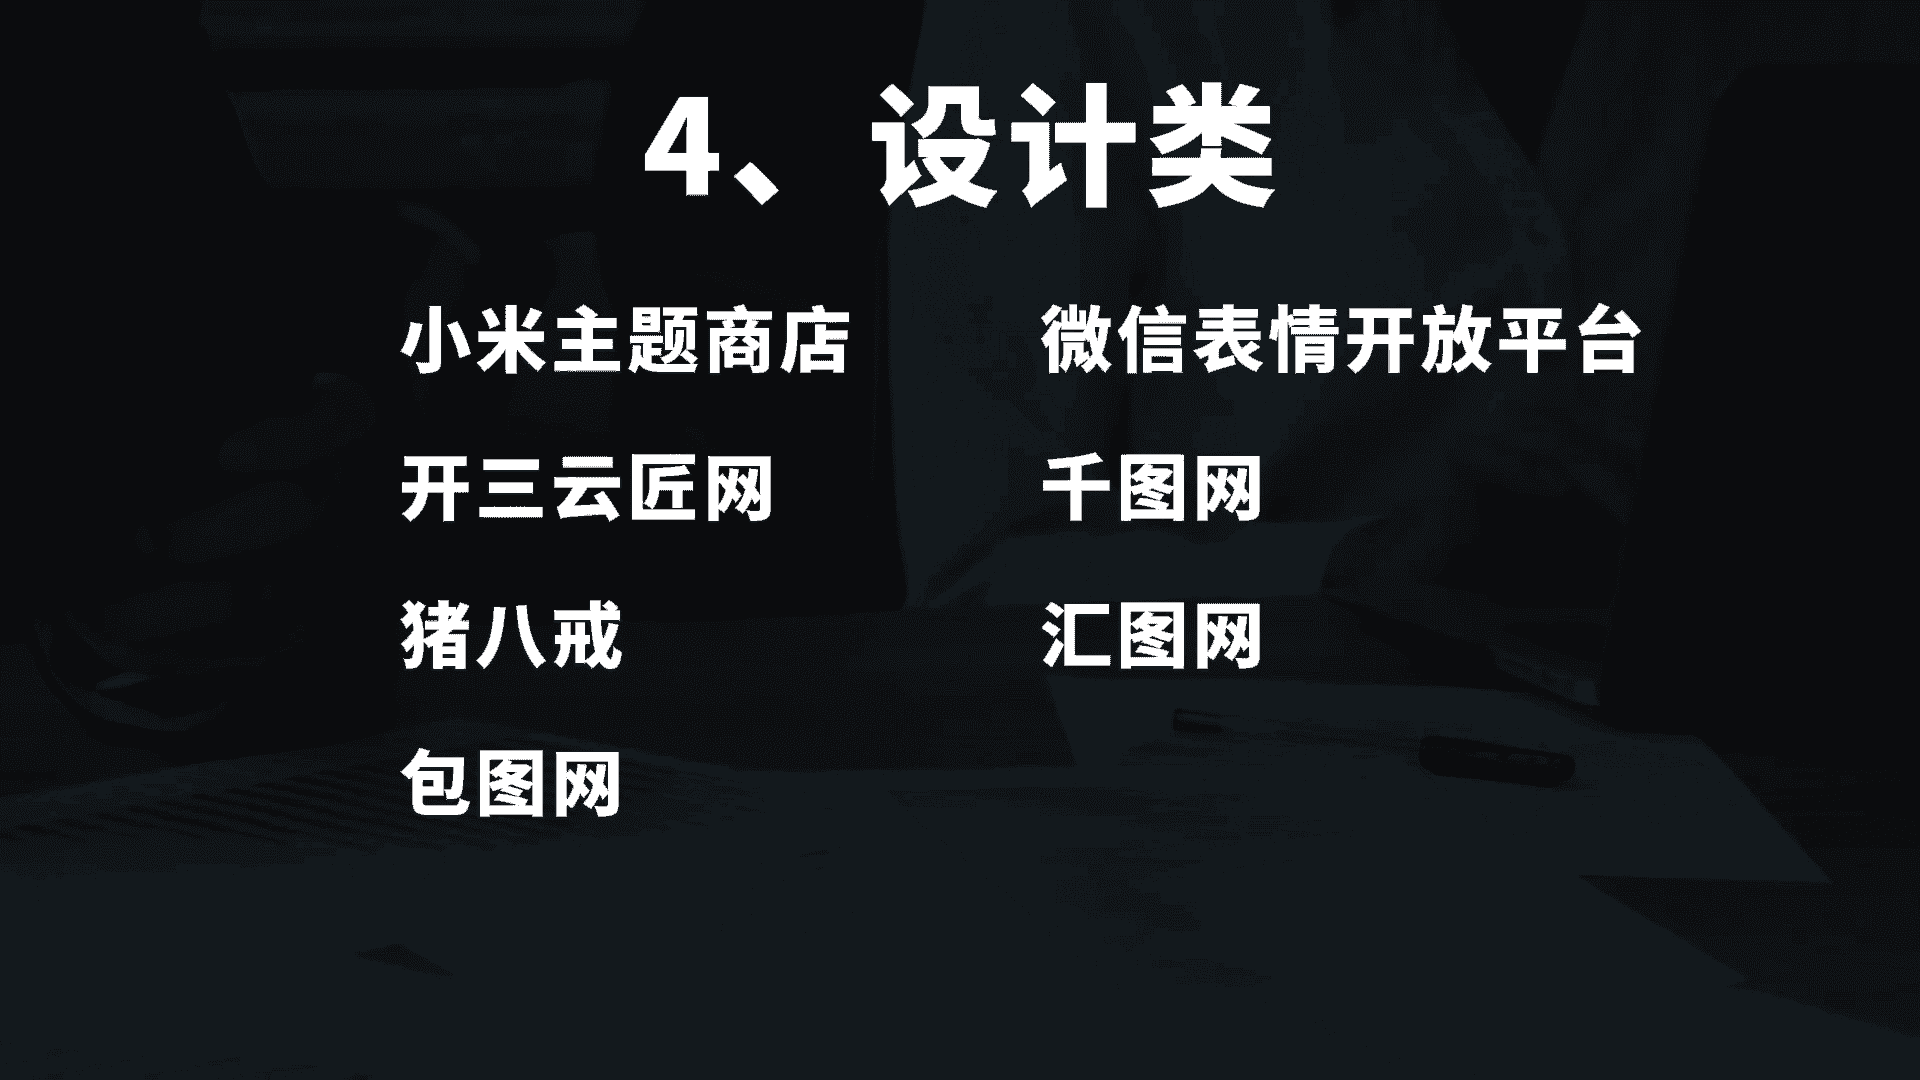 4、设计类
小米主题商店
微信表情开放平台
开三云匠网
千图网
猪八戒
汇图网
包图网